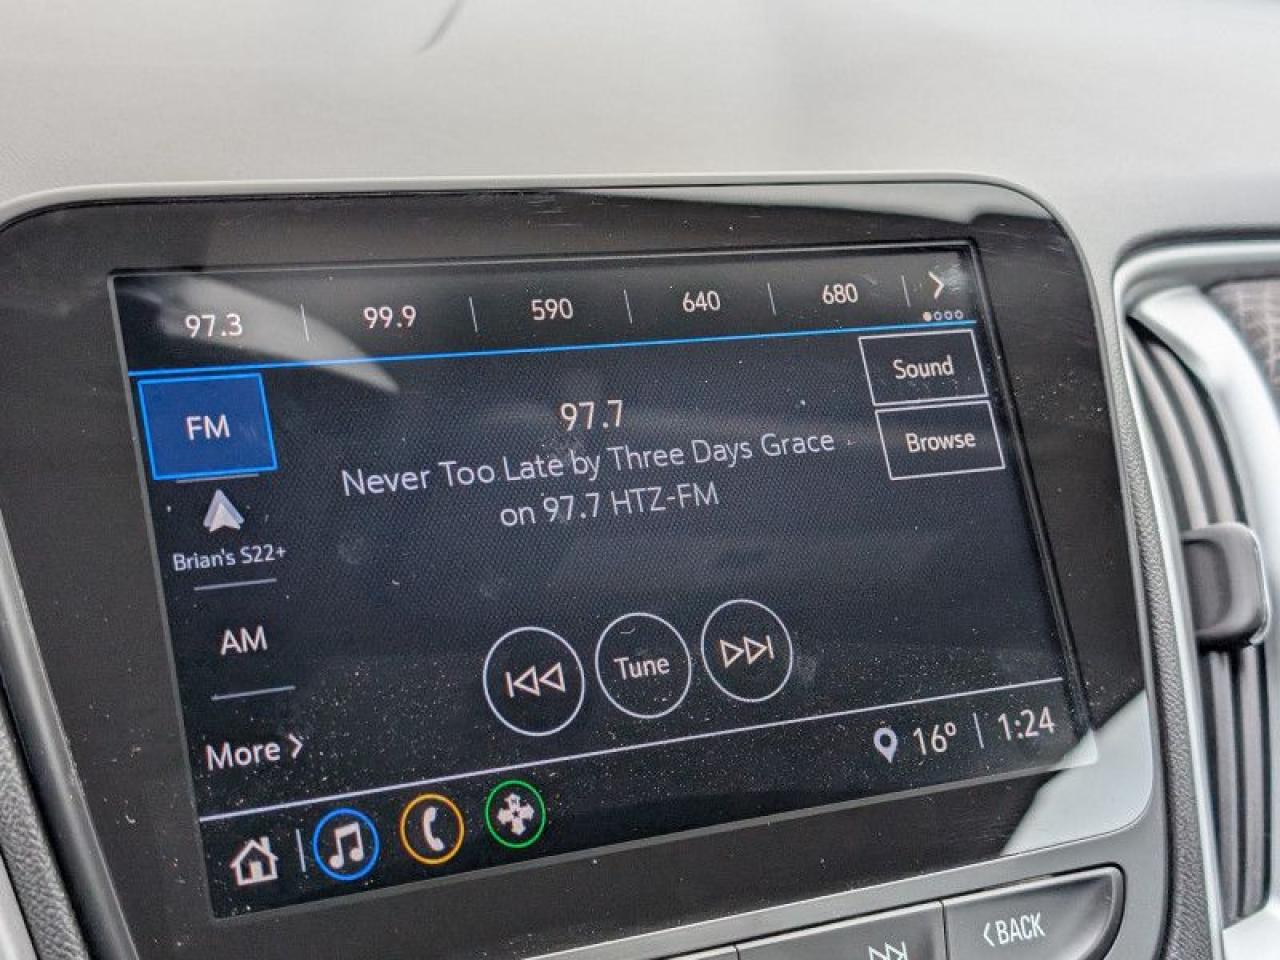 97.3 99.9 590 640 680
Sound
FM
97.7
Browse
Never Too Late by Three Days Grace
on 97.7 HTZ-FM
Brian's S22+
AM
Tune
More
16° 1:24
BACK